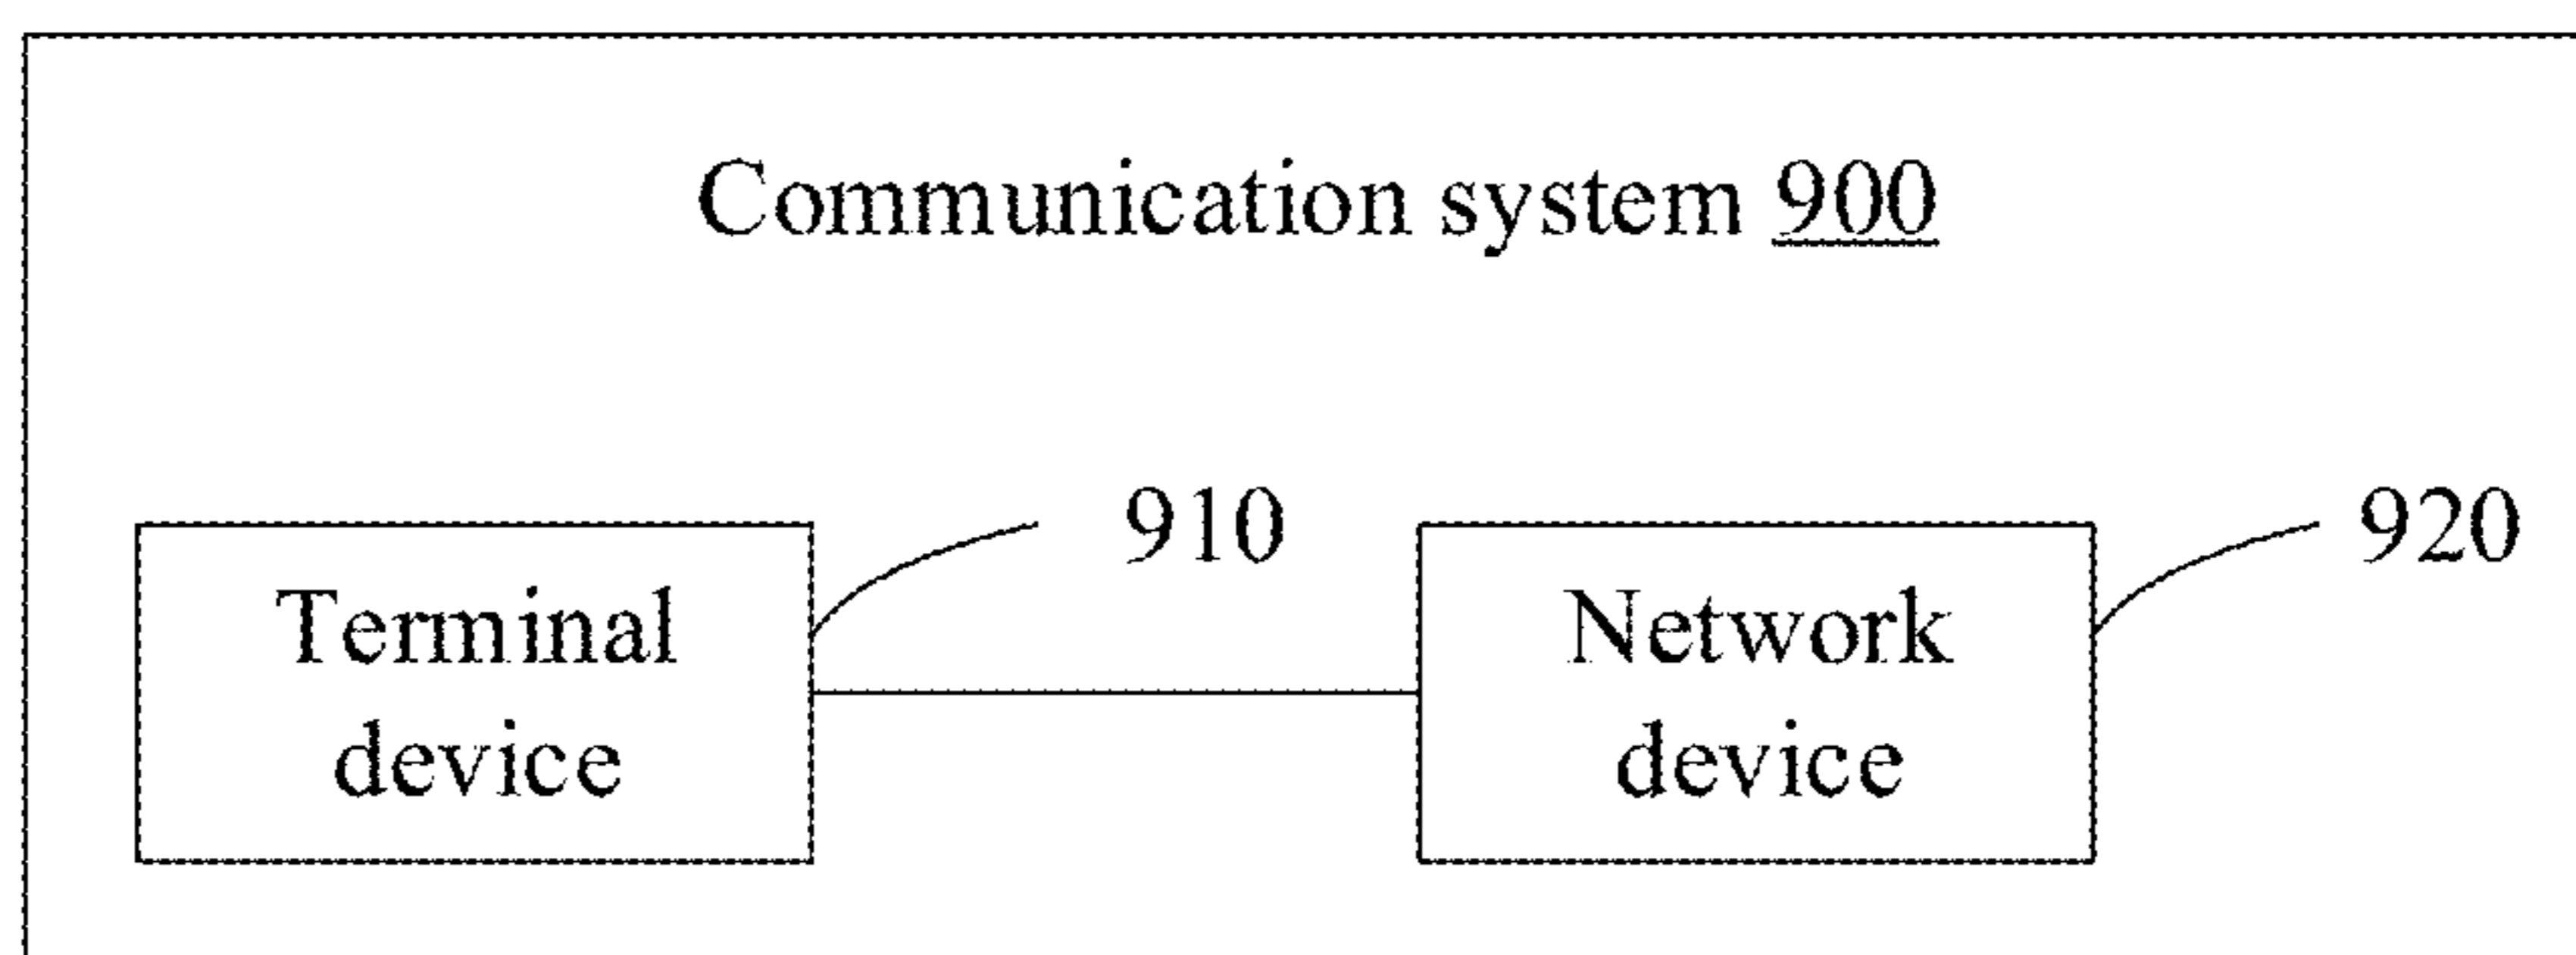 Communication system 900
910
920
Terminal
device
Network
device